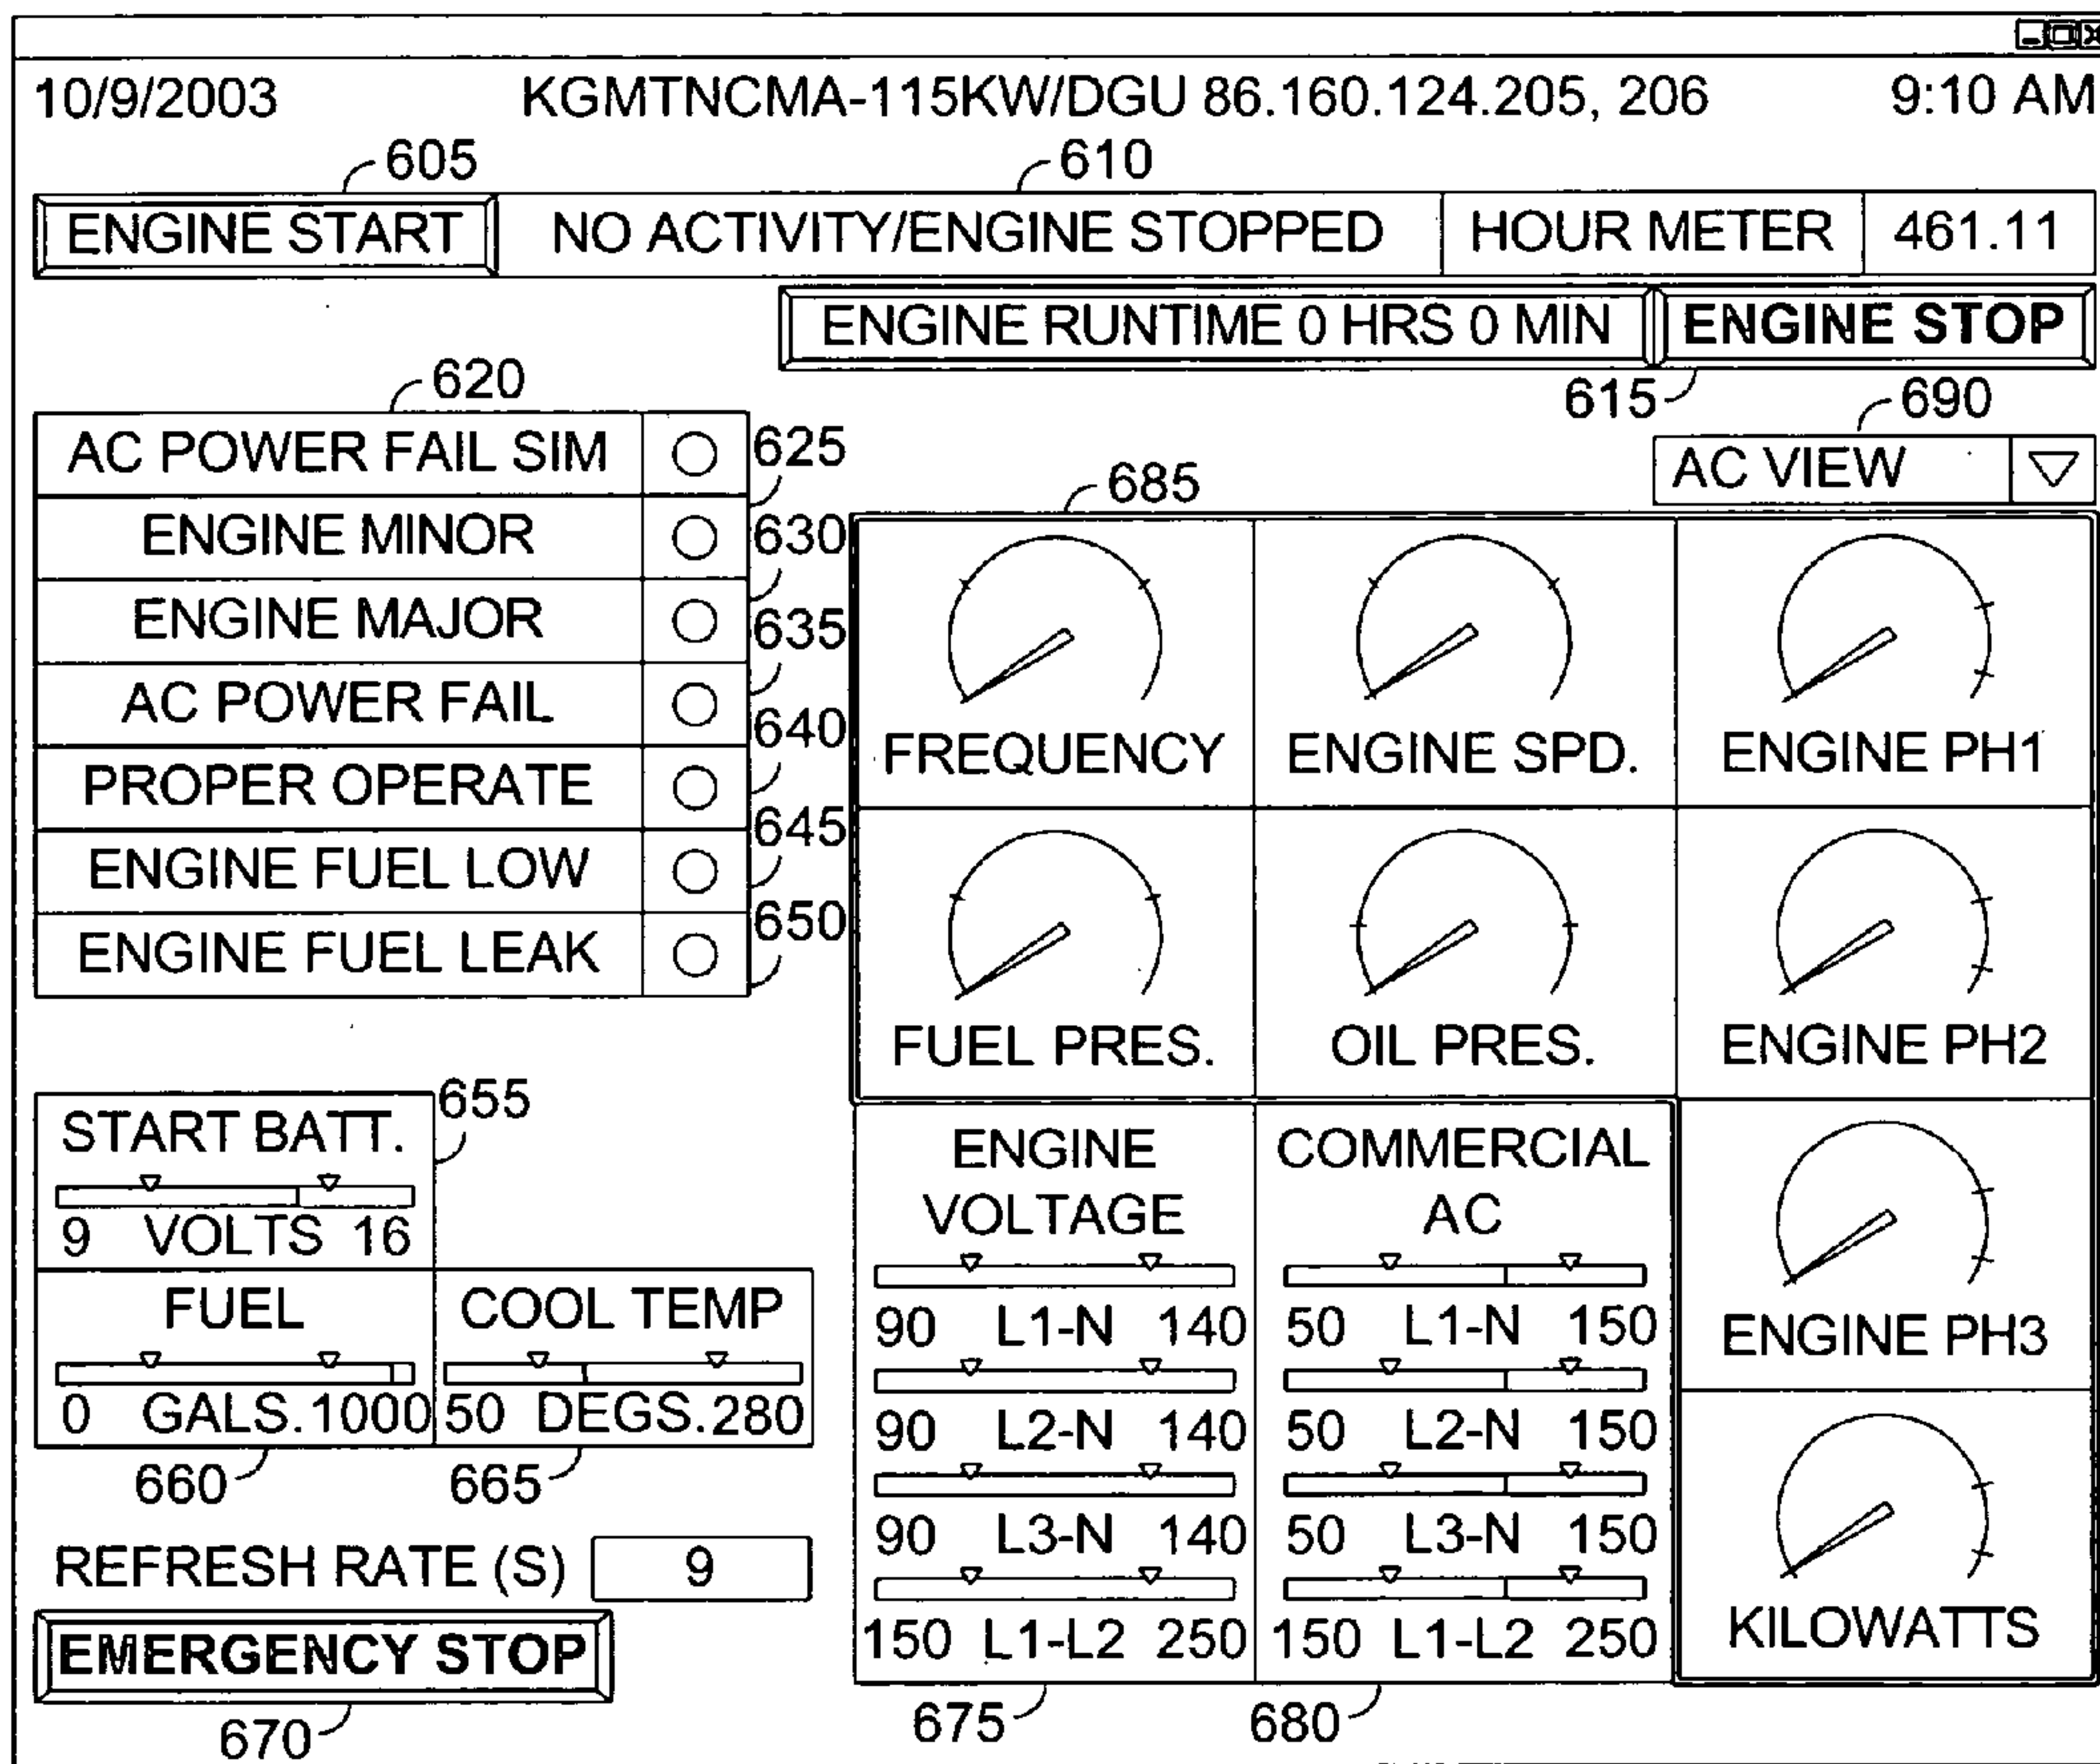 10/9/2003 KGMTNCMA-115KW/DGU 86.160.124.205, 206 9:10 AM
605 610
ENGINE START NO ACTIVITY/ENGINE STOPPED HOUR METER 461.11
ENGINE RUNTIME 0 HRS 0 MIN ENGINE STOP
615 690
620
AC POWER FAIL SIM 625
ENGINE MINOR 630
ENGINE MAJOR 635
AC POWER FAIL 640
PROPER OPERATE 645
ENGINE FUEL LOW 650
ENGINE FUEL LEAK
AC VIEW
685
FREQUENCY ENGINE SPD. ENGINE PH1
FUEL PRES. OIL PRES. ENGINE PH2
START BATT. 655
9 VOLTS 16
FUEL COOL TEMP
0 GALS. 1000 50 DEGS. 280
660 665
REFRESH RATE (S) 9
EMERGENCY STOP
670
ENGINE
VOLTAGE
90 L1-N 140
90 L2-N 140
90 L3-N 140
150 L1-L2 250
675
COMMERCIAL
AC
50 L1-N 150
50 L2-N 150
50 L3-N 150
150 L1-L2 250
680
ENGINE PH3
KILOWATTS